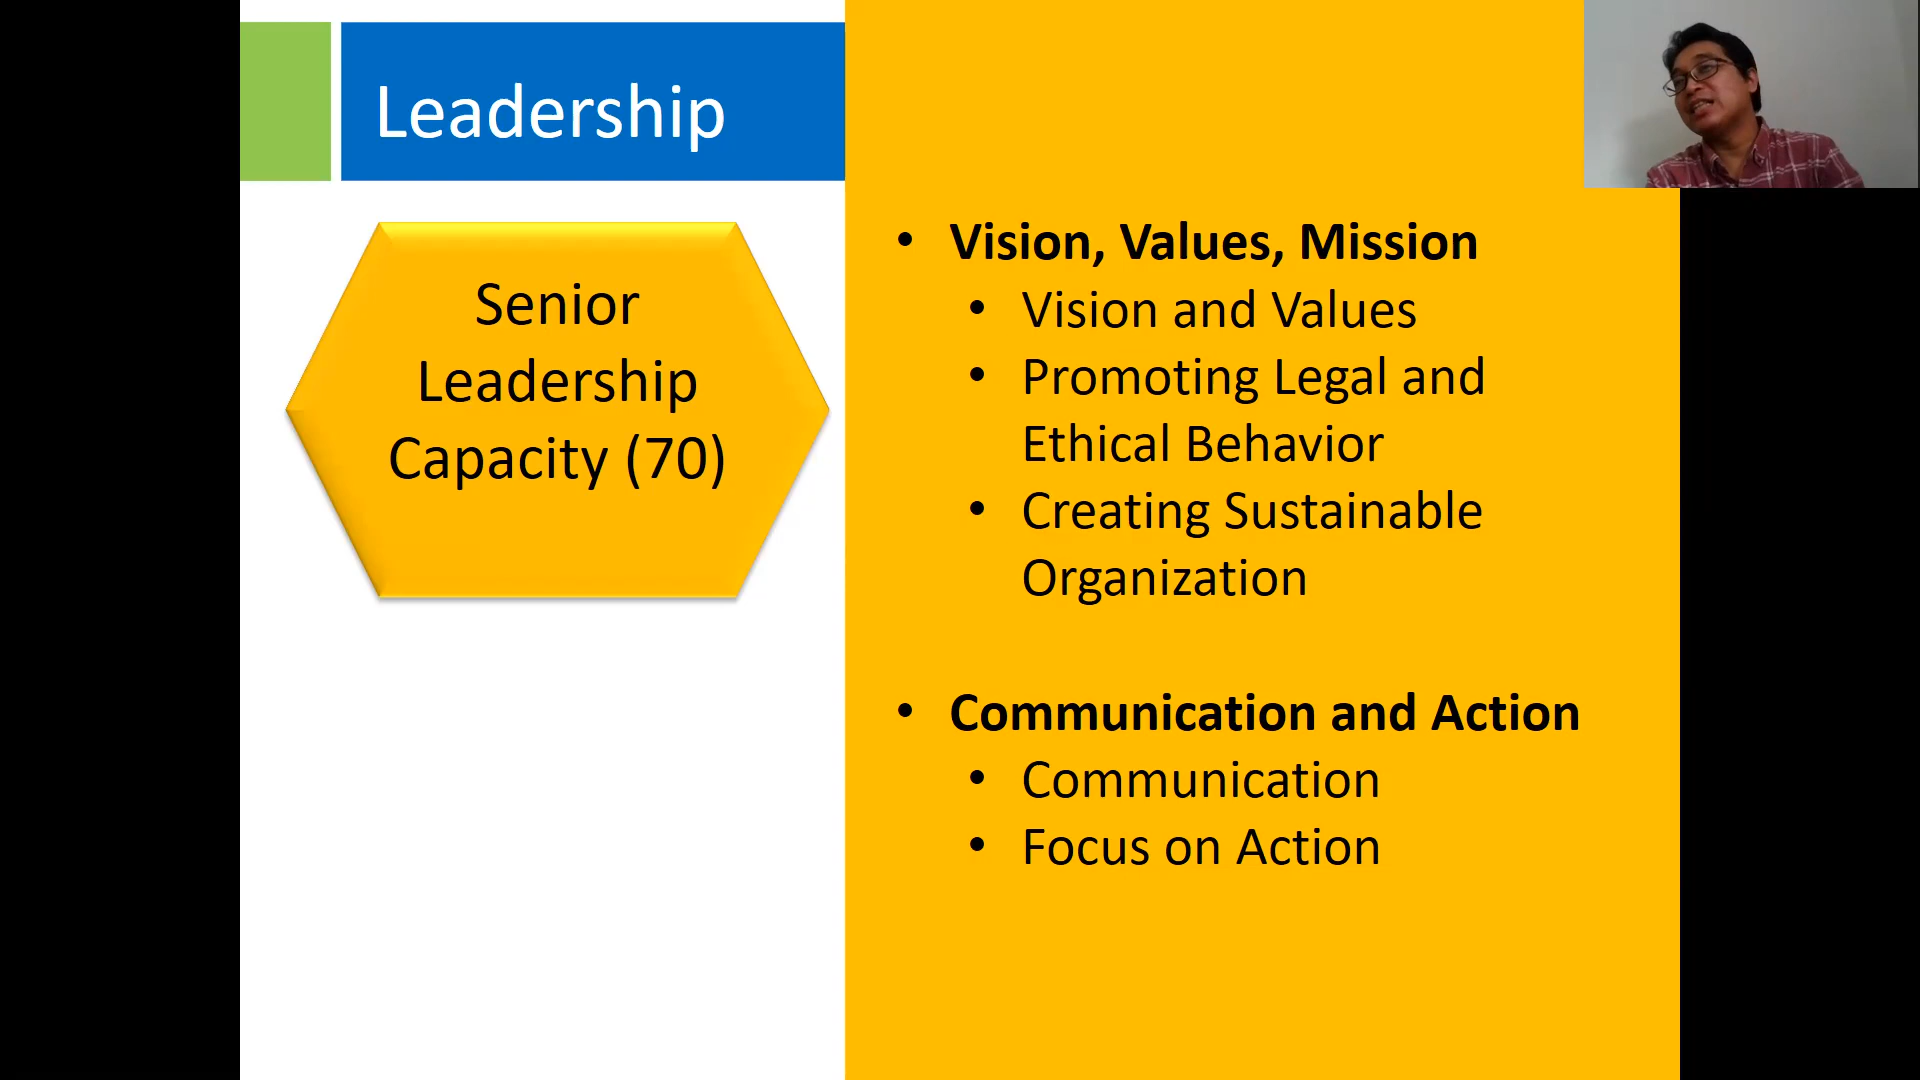 Leadership
Senior
Leadership
Capacity (70)
• Vision, Values, Mission
• Vision and Values
• Promoting Legal and
Ethical Behavior
• Creating Sustainable
Organization
• Communication and Action
• Communication
• Focus on Action